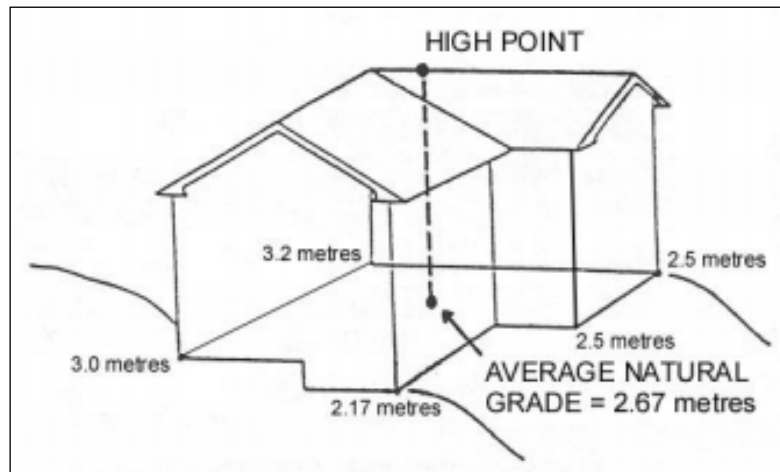 HIGH POINT
3.2 metres
2.5 metres
3.0 metres
2.5 metres
2.17 metres
AVERAGE NATURAL
GRADE = 2.67 metres